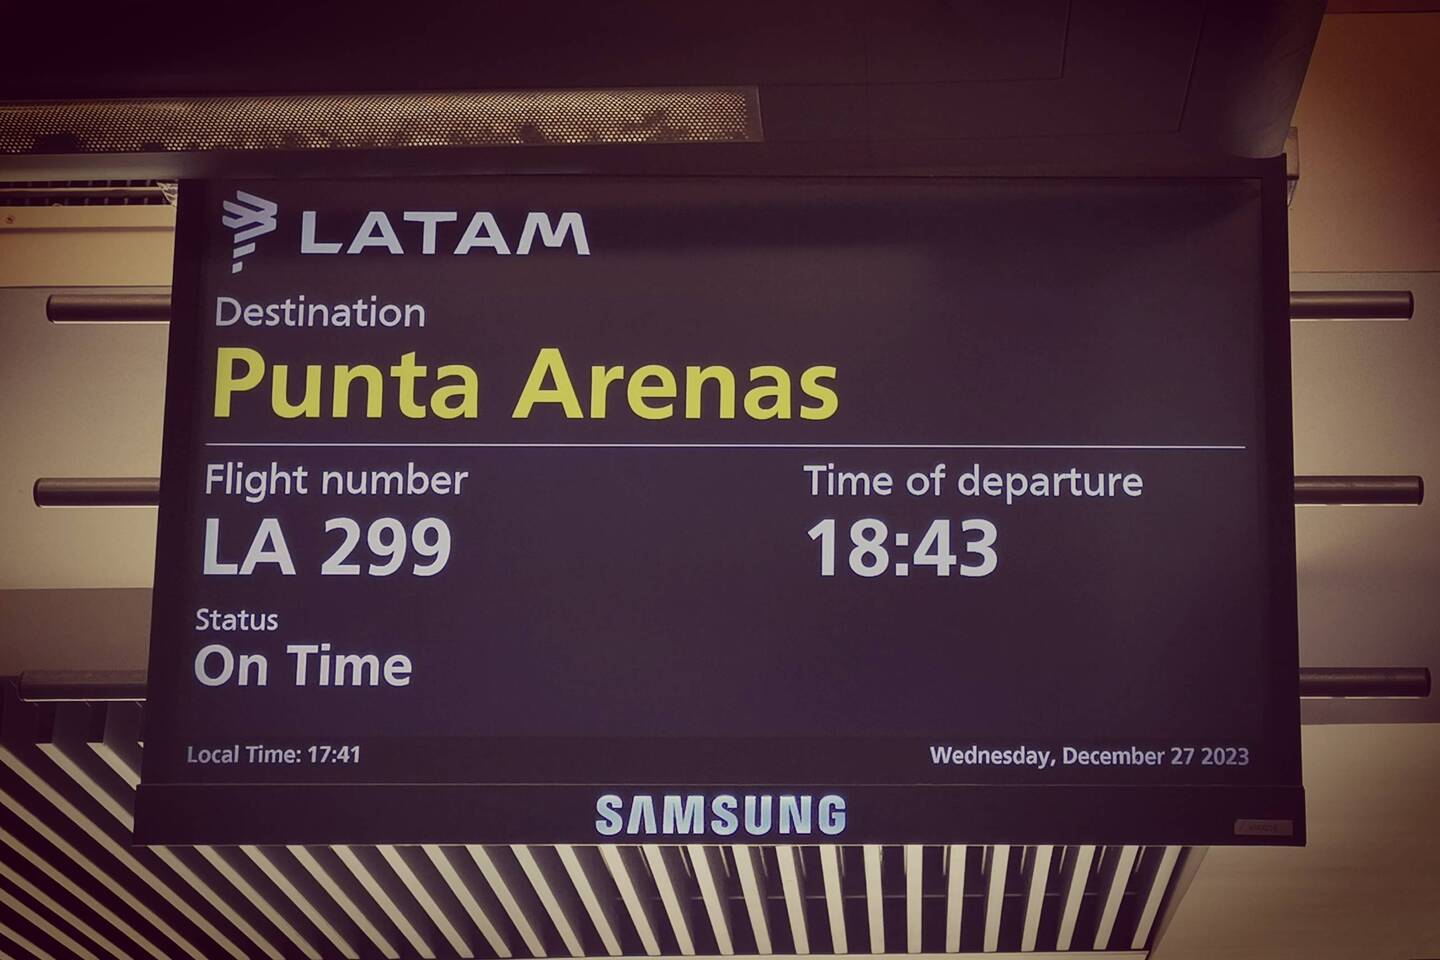 LATAM
Destination
Punta Arenas
Flight number
LA 299
Time of departure
18:43
Status
On Time
Local Time: 17:41
Wednesday, December 27 2023
SAMSUNG